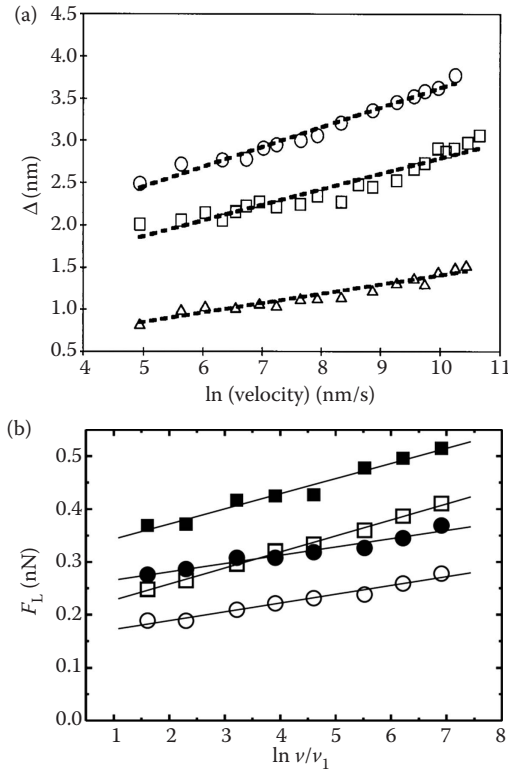 (a)
4.5
4.0
3.5
3.0
2.5
2.0
1.5
1.0
0.5
Δ (nm)
4 5 6 7 8 9 10 11
ln (velocity) (nm/s)
(b)
0.5
0.4
0.3
0.2
0.1
0.0
F_L (nN)
1 2 3 4 5 6 7 8
ln ν/ν₁